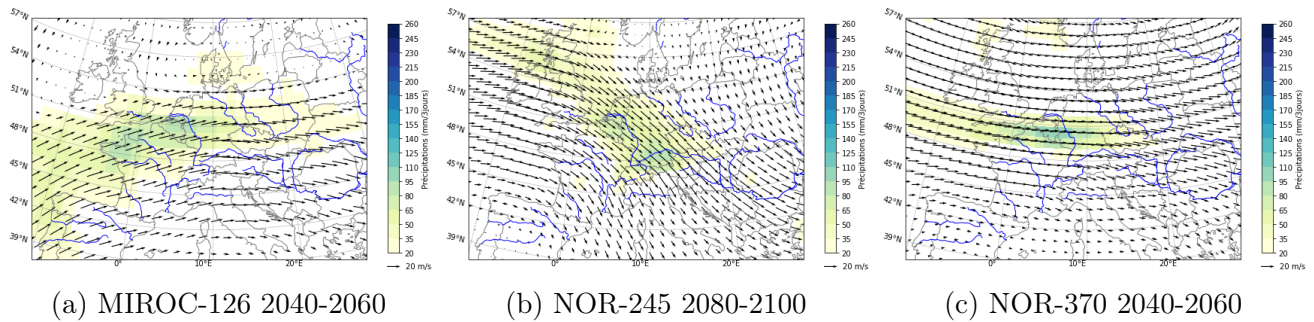 57°N
54°N
51°N
48°N
45°N
42°N
39°N
0°
10°E
20°E
260
245
230
215
200
185
170
155
140
125
110
95
80
65
50
35
20
Précipitations (mm/3jours)
20 m/s
57°N
54°N
51°N
48°N
45°N
42°N
39°N
0°
10°E
20°E
260
245
230
215
200
185
170
155
140
125
110
95
80
65
50
35
20
Précipitations (mm/3jours)
20 m/s
57°N
54°N
51°N
48°N
45°N
42°N
39°N
0°
10°E
20°E
260
245
230
215
200
185
170
155
140
125
110
95
80
65
50
35
20
Précipitations (mm/3jours)
20 m/s
(a) MIROC-126 2040-2060
(b) NOR-245 2080-2100
(c) NOR-370 2040-2060